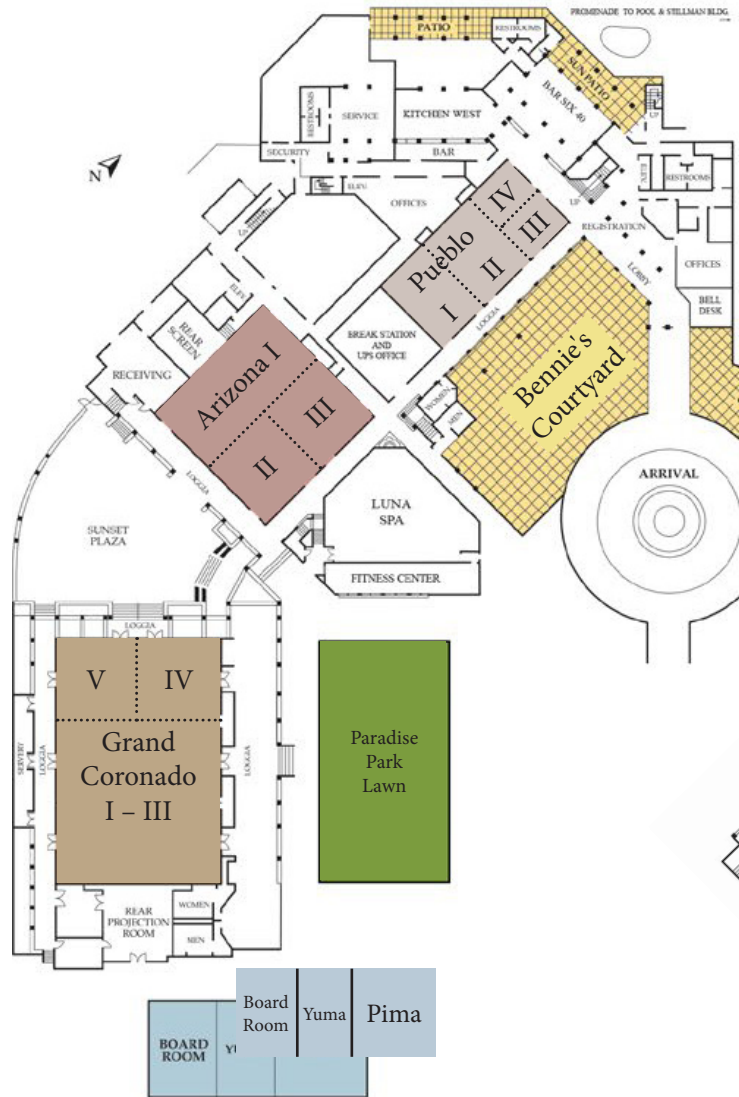 PROMENADE TO POOL & STILLMAN BLDG.
PATIO
RESTROOMS
SUN PATIO
RESTROOMS
SERVICE
KITCHEN WEST
BAR SIX 40
UP
BAR
SECURITY
N
ELEV
OFFICES
IV
ELEV
RESTROOMS
UP
Pueblo
III
REGISTRATION
II
LOBBY
OFFICES
I
LOGGIA
BELL
DESK
ELEV
REAR
SCREEN
BREAK STATION
AND
UPS OFFICE
Bennie's
Courtyard
RECEIVING
Arizona I
III
II
WOMEN
MEN
LOGGIA
ARRIVAL
SUNSET
PLAZA
LUNA
SPA
FITNESS CENTER
LOGGIA
V
IV
Grand
Coronado
I – III
SERVERY
LOGGIA
LOGGIA
Paradise
Park
Lawn
WOMEN
REAR
PROJECTION
ROOM
MEN
Board
Room
Yuma
Pima
BOARD
ROOM